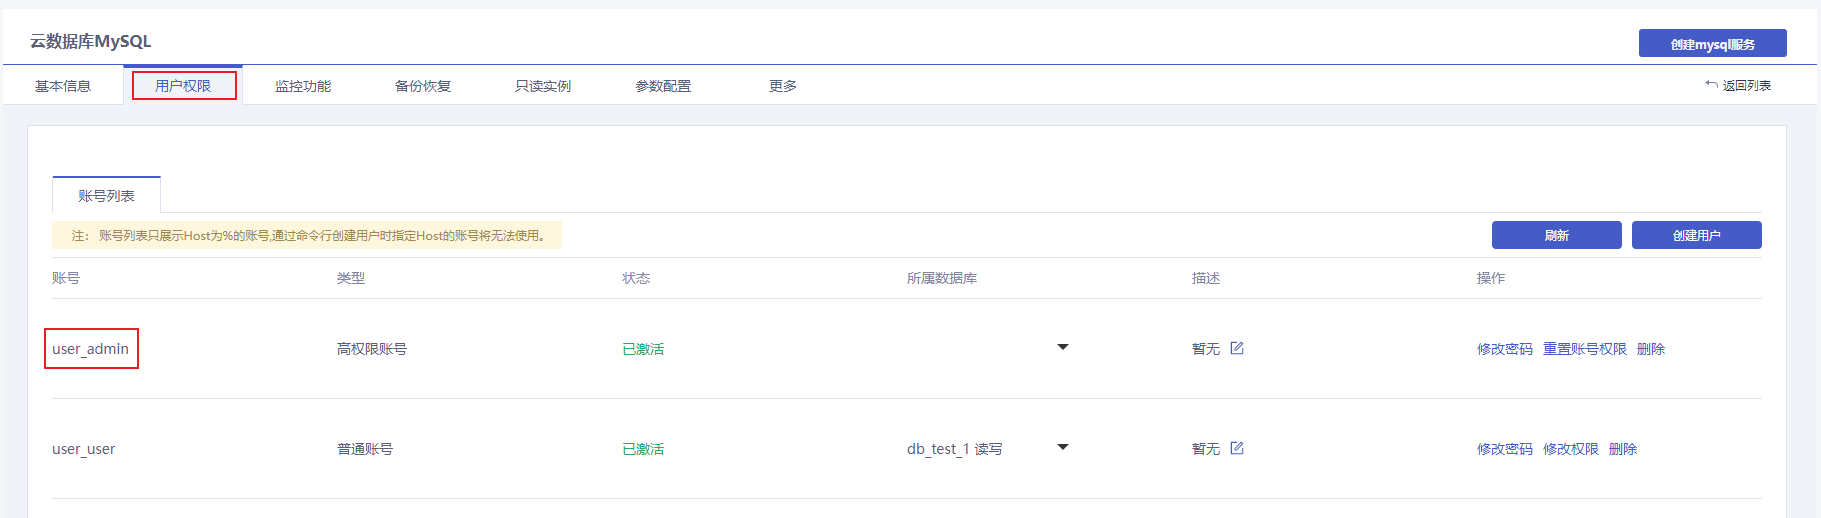 云数据库MySQL
创建mysql服务
基本信息 用户权限 监控功能 备份恢复 只读实例 参数配置 更多 返回列表
账号列表
注： 账号列表只展示Host为%的账号,通过命令行创建用户时指定Host的账号将无法使用。 刷新 创建用户
账号 类型 状态 所属数据库 描述 操作
user_admin 高权限账号 已激活 暂无 修改密码 重置账号权限 删除
user_user 普通账号 已激活 db_test_1 读写 暂无 修改密码 修改权限 删除